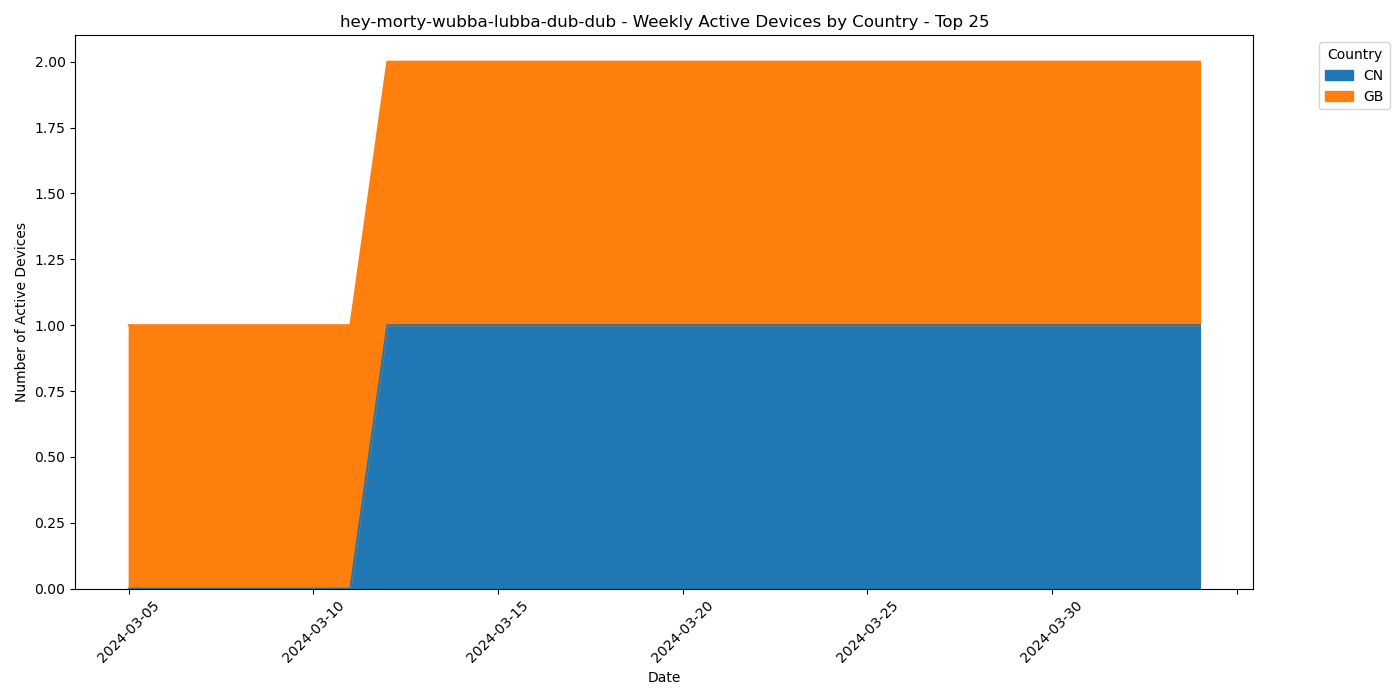 hey-morty-wubba-lubba-dub-dub - Weekly Active Devices by Country - Top 25
Country
CN
GB
Number of Active Devices
2.00
1.75
1.50
1.25
1.00
0.75
0.50
0.25
0.00
2024-03-05
2024-03-10
2024-03-15
2024-03-20
2024-03-25
2024-03-30
Date